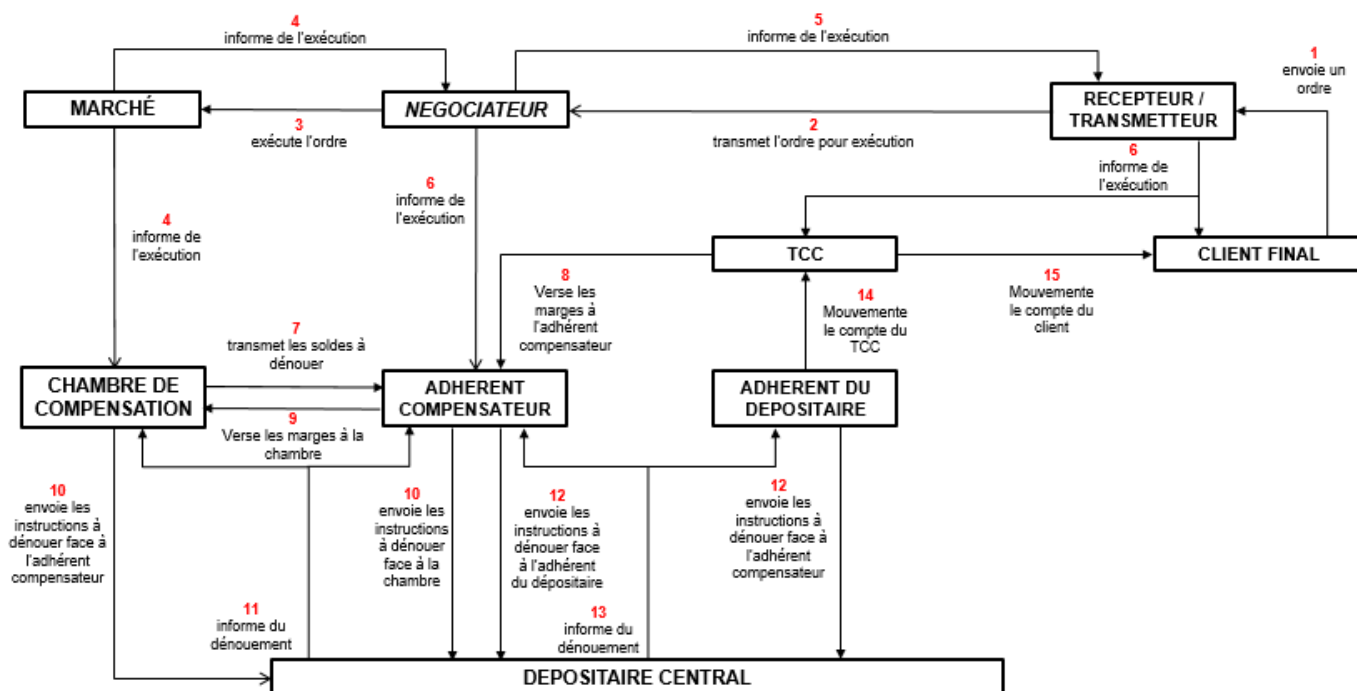 4
informe de l'exécution
5
informe de l'exécution
1
envoie un
ordre
MARCHÉ
NEGOCIATEUR
RECEPTEUR /
TRANSMETTEUR
3
exécute l'ordre
2
transmet l'ordre pour exécution
6
informe de
l'exécution
6
informe de
l'exécution
4
informe de
l'exécution
TCC
CLIENT FINAL
8
Verse les
marges à
l'adhérent
compensateur
14
Mouvemente
le compte du
TCC
15
Mouvemente
le compte du
client
7
transmet les soldes à
dénouer
CHAMBRE DE
COMPENSATION
ADHERENT
COMPENSATEUR
ADHERENT DU
DEPOSITAIRE
9
Verse les marges à la
chambre
10
envoie les
instructions à
dénouer face à
l'adhérent
compensateur
10
envoie les
instructions
à dénouer
face à la
chambre
12
envoie les
instructions à
dénouer face
à l'adhérent
du dépositaire
12
envoie les
instructions à
dénouer face à
l'adhérent
compensateur
11
informe du
dénouement
13
informe du
dénouement
DEPOSITAIRE CENTRAL